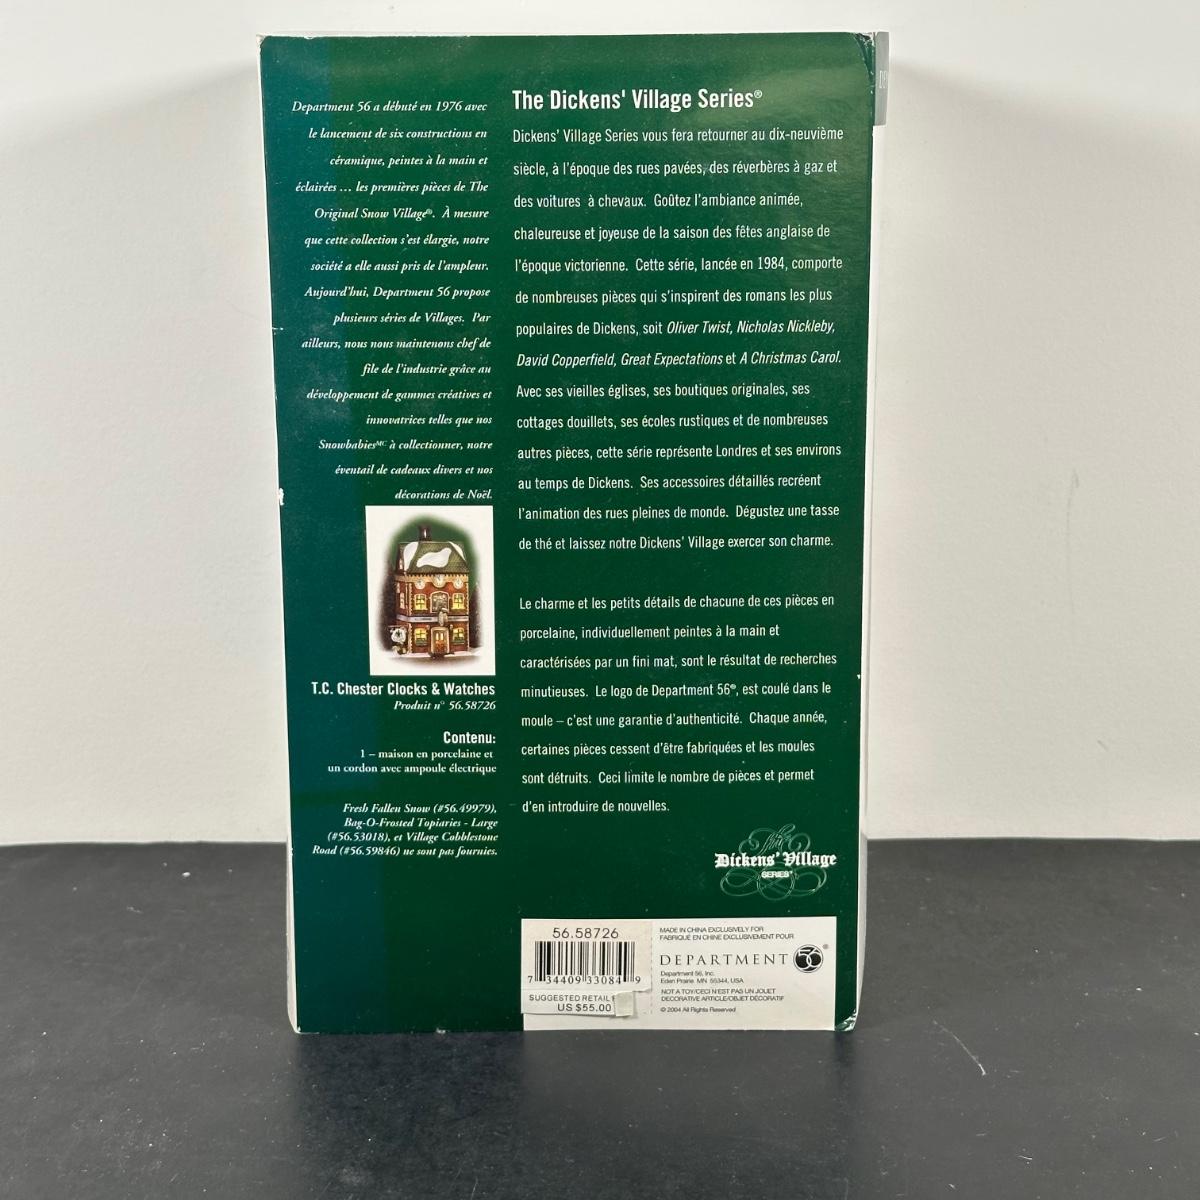 Department 56 a débuté en 1976 avec
le lancement de six constructions en
céramique, peintes à la main et
éclairées ... les premières pièces de The
Original Snow Village®. À mesure
que cette collection s'est élargie, notre
société a elle aussi pris de l'ampleur.
Aujourd'hui, Department 56 propose
plusieurs séries de Villages. Par
ailleurs, nous nous maintenons chef de
file de l'industrie grâce au
développement de gammes créatives et
innovatrices telles que nos
Snowbabies MC à collectionner, notre
éventail de cadeaux divers et nos
décorations de Noël.
T.C. Chester Clocks & Watches
Produit n° 56.58726
Contenu:
1 – maison en porcelaine et
un cordon avec ampoule électrique
Fresh Fallen Snow (#56.49979),
Bag-O-Frosted Topiaries - Large
(#56.53018), et Village Cobblestone
Road (#56.59846) ne sont pas fournies.
The Dickens' Village Series®
Dickens' Village Series vous fera retourner au dix-neuvième
siècle, à l'époque des rues pavées, des réverbères à gaz et
des voitures à chevaux. Goûtez l'ambiance animée,
chaleureuse et joyeuse de la saison des fêtes anglaise de
l'époque victorienne. Cette série, lancée en 1984, comporte
de nombreuses pièces qui s'inspirent des romans les plus
populaires de Dickens, soit Oliver Twist, Nicholas Nickleby,
David Copperfield, Great Expectations et A Christmas Carol.
Avec ses vieilles églises, ses boutiques originales, ses
cottages douillets, ses écoles rustiques et de nombreuses
autres pièces, cette série représente Londres et ses environs
au temps de Dickens. Ses accessoires détaillés recréent
l'animation des rues pleines de monde. Dégustez une tasse
de thé et laissez notre Dickens' Village exercer son charme.
Le charme et les petits détails de chacune de ces pièces en
porcelaine, individuellement peintes à la main et
caractérisées par un fini mat, sont le résultat de recherches
minutieuses. Le logo de Department 56®, est coulé dans le
moule – c'est une garantie d'authenticité. Chaque année,
certaines pièces cessent d'être fabriquées et les moules
sont détruits. Ceci limite le nombre de pièces et permet
d'en introduire de nouvelles.
The
Dickens' Village
SERIES®
56.58726
7 34409 33084 9
SUGGESTED RETAIL
US $55.00
MADE IN CHINA EXCLUSIVELY FOR
FABRIQUÉ EN CHINE EXCLUSIVEMENT POUR
DEPARTMENT 56®
Department 56, Inc.
Eden Prairie MN 55344, USA
NOT A TOY/CECI N'EST PAS UN JOUET
DECORATIVE ARTICLE/OBJET DÉCORATIF
© 2004 All Rights Reserved